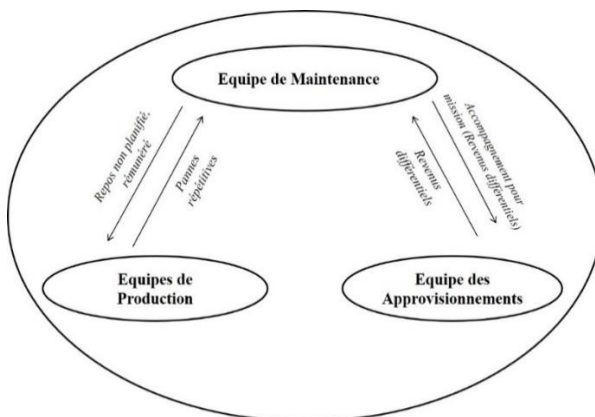 Equipe de Maintenance
Repos non planifié,
rémunéré
Pannes
répétitives
Revenus
différentiels
Accompagnement pour
mission (Revenus différentiels)
Equipes de
Production
Equipe des
Approvisionnements